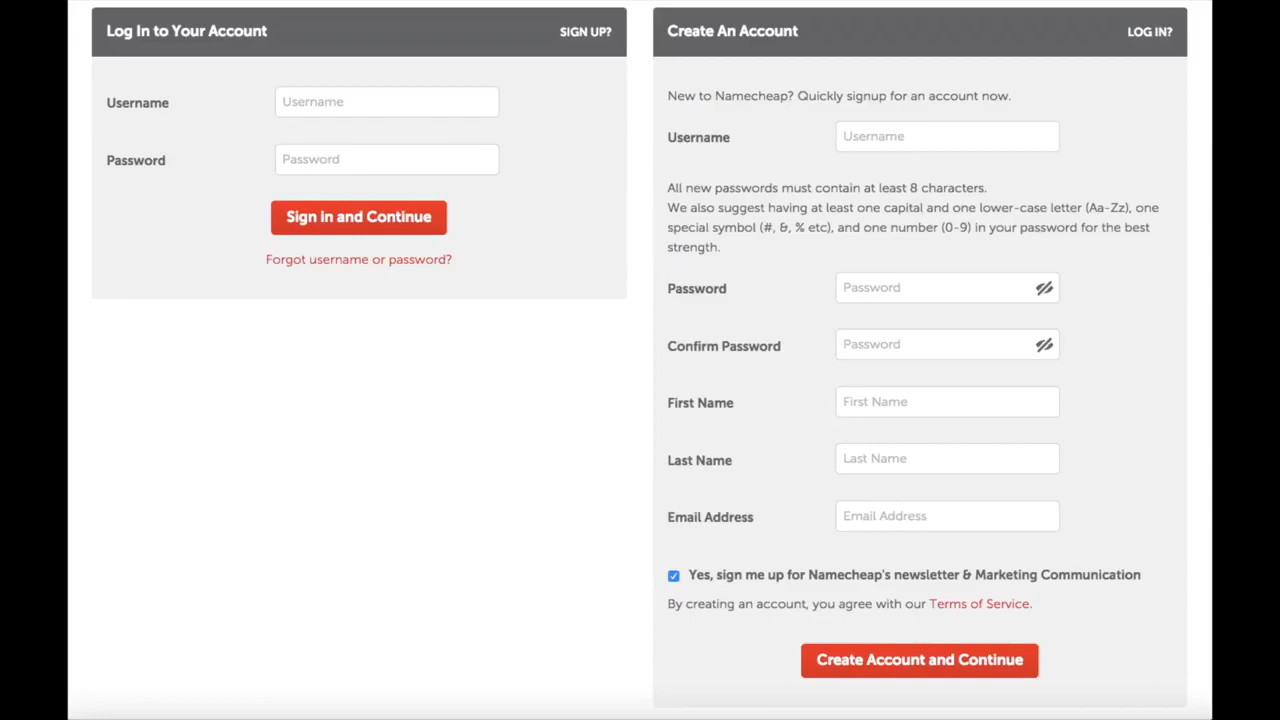 Log In to Your Account
SIGN UP?
Username
Username
Password
Password
Sign in and Continue
Forgot username or password?
Create An Account
LOG IN?
New to Namecheap? Quickly signup for an account now.
Username
Username
All new passwords must contain at least 8 characters.
We also suggest having at least one capital and one lower-case letter (Aa-Zz), one
special symbol (#, &, % etc), and one number (0-9) in your password for the best
strength.
Password
Password
Confirm Password
Password
First Name
First Name
Last Name
Last Name
Email Address
Email Address
Yes, sign me up for Namecheap's newsletter & Marketing Communication
By creating an account, you agree with our Terms of Service.
Create Account and Continue